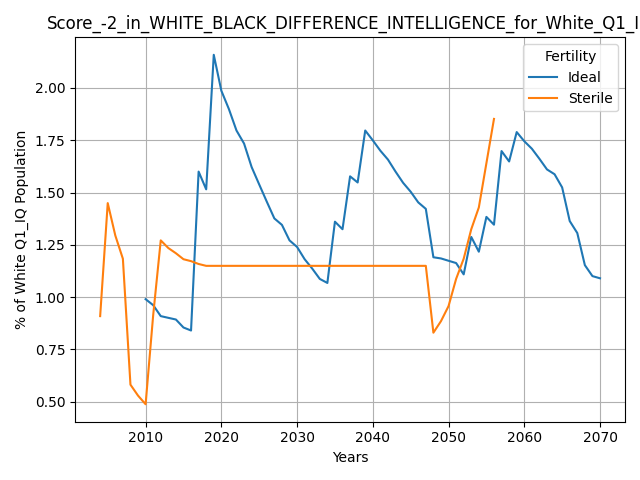 Score_-2_in_WHITE_BLACK_DIFFERENCE_INTELLIGENCE_for_White_Q1_I
Fertility
Ideal
Sterile
% of White Q1_IQ Population
2.00
1.75
1.50
1.25
1.00
0.75
0.50
2010 2020 2030 2040 2050 2060 2070
Years